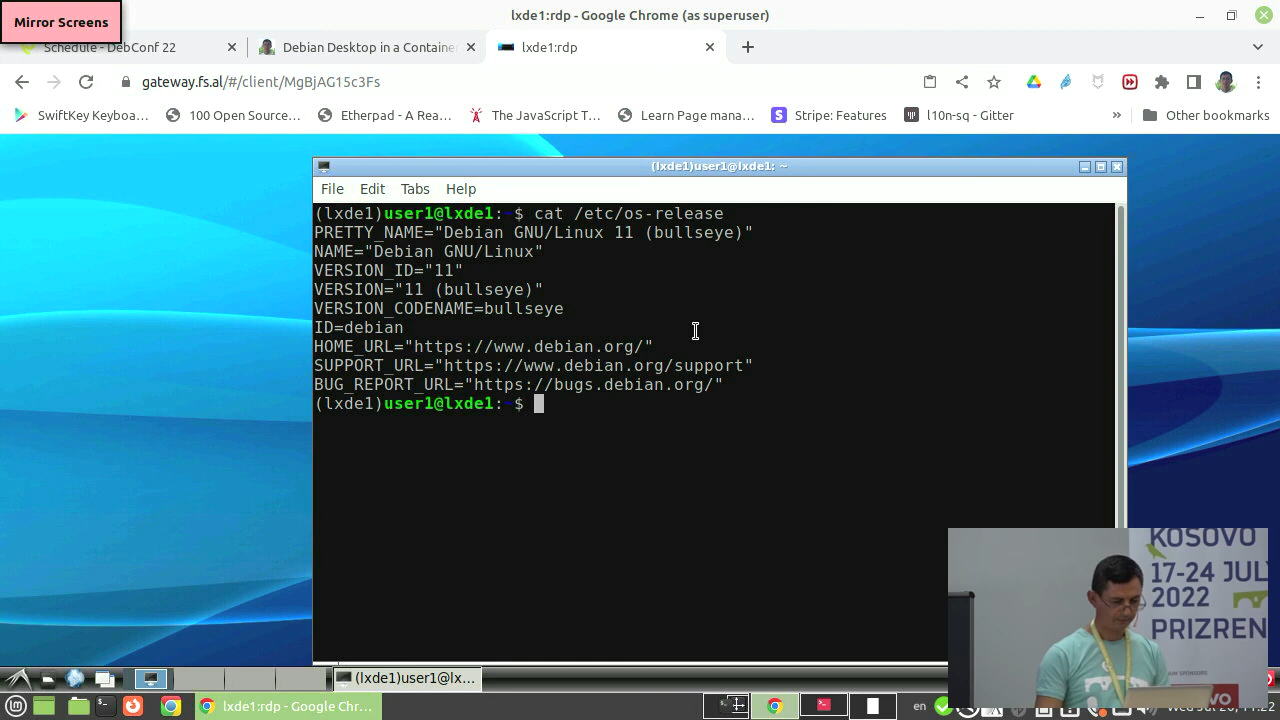 Mirror Screens
lxde1:rdp - Google Chrome (as superuser)
Schedule - DebConf 22
Debian Desktop in a Container
lxde1:rdp
gateway.fs.al/#/client/MgBjAG15c3Fs
SwiftKey Keyboa...
100 Open Source...
Etherpad - A Rea...
The JavaScript T...
Learn Page mana...
Stripe: Features
l10n-sq - Gitter
Other bookmarks
(lxde1)user1@lxde1: ~
File Edit Tabs Help
(lxde1)user1@lxde1:~$ cat /etc/os-release
PRETTY_NAME="Debian GNU/Linux 11 (bullseye)"
NAME="Debian GNU/Linux"
VERSION_ID="11"
VERSION="11 (bullseye)"
VERSION_CODENAME=bullseye
ID=debian
HOME_URL="https://www.debian.org/"
SUPPORT_URL="https://www.debian.org/support"
BUG_REPORT_URL="https://bugs.debian.org/"
(lxde1)user1@lxde1:~$
KOSOVO
17-24 JUL
2022
PRIZREN
(lxde1)user1@lx...
lxde1:rdp - Google Chr...
en